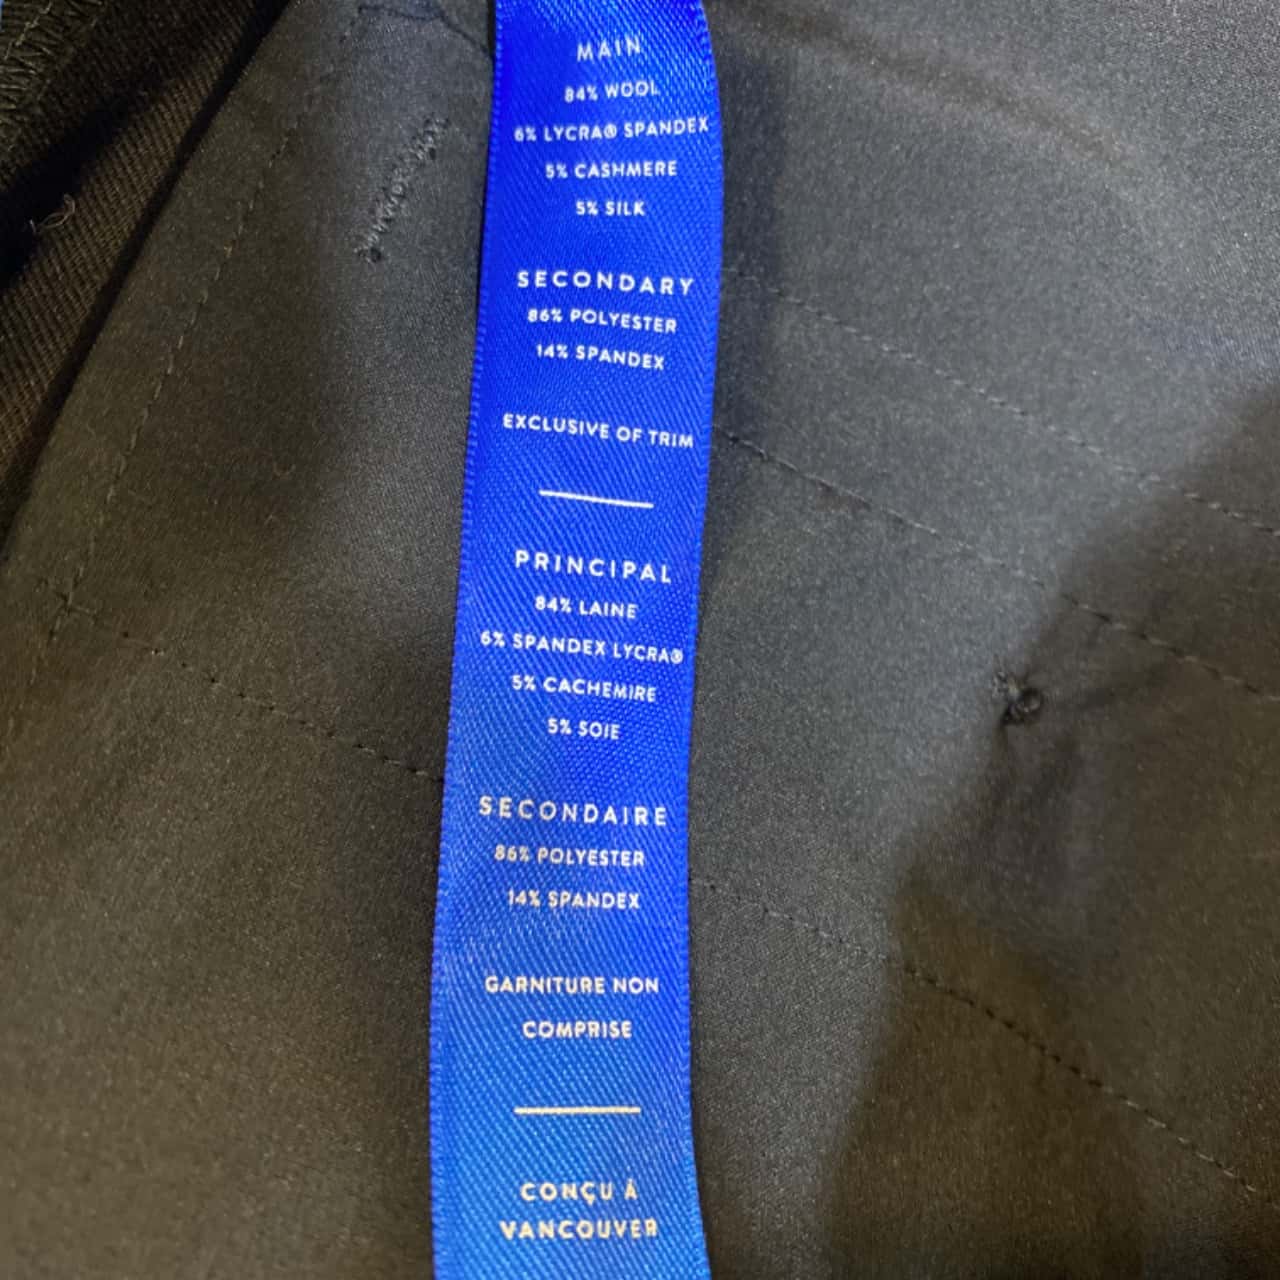 MAIN
84% WOOL
6% LYCRA® SPANDEX
5% CASHMERE
5% SILK
SECONDARY
86% POLYESTER
14% SPANDEX
EXCLUSIVE OF TRIM
PRINCIPAL
84% LAINE
6% SPANDEX LYCRA®
5% CACHEMIRE
5% SOIE
SECONDAIRE
86% POLYESTER
14% SPANDEX
GARNITURE NON
COMPRISE
CONÇU À
VANCOUVER